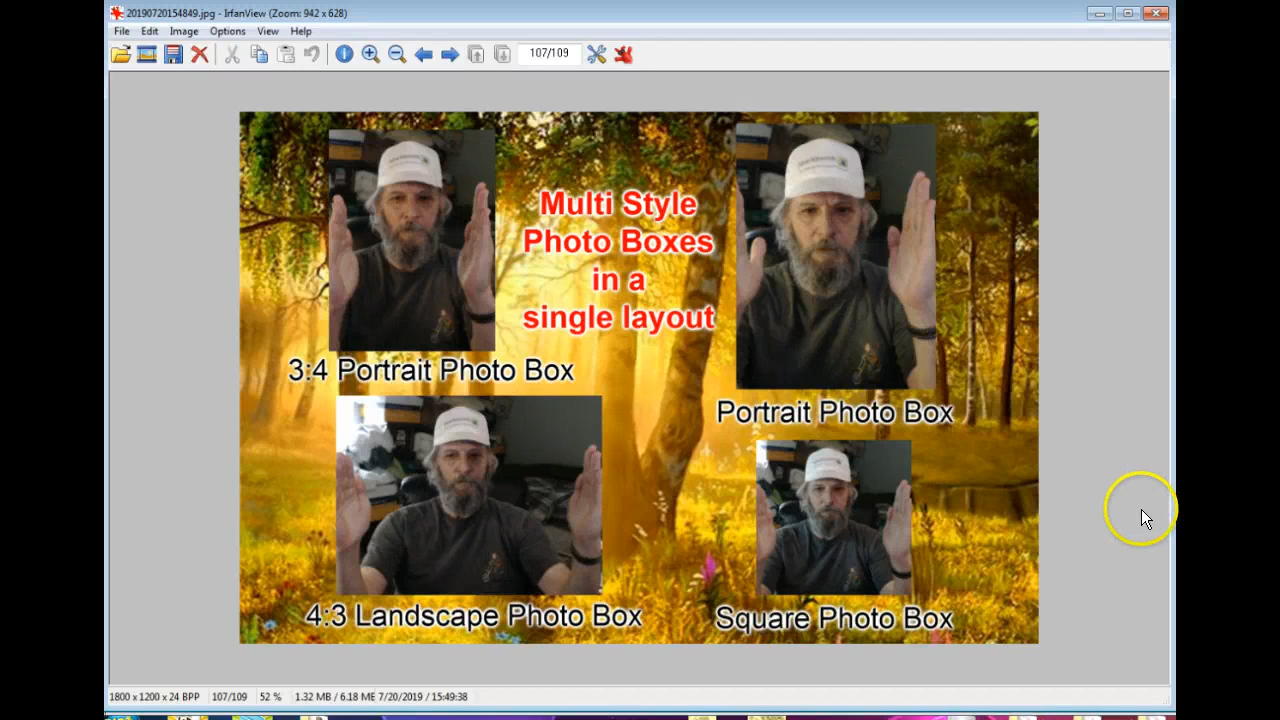 20190720154849.jpg - IrfanView (Zoom: 942 x 628)
File Edit Image Options View Help
107/109
Multi Style
Photo Boxes
in a
single layout
3:4 Portrait Photo Box
Portrait Photo Box
4:3 Landscape Photo Box
Square Photo Box
1800 x 1200 x 24 BPP 107/109 52 % 1.32 MB / 6.18 ME 7/20/2019 / 15:49:38